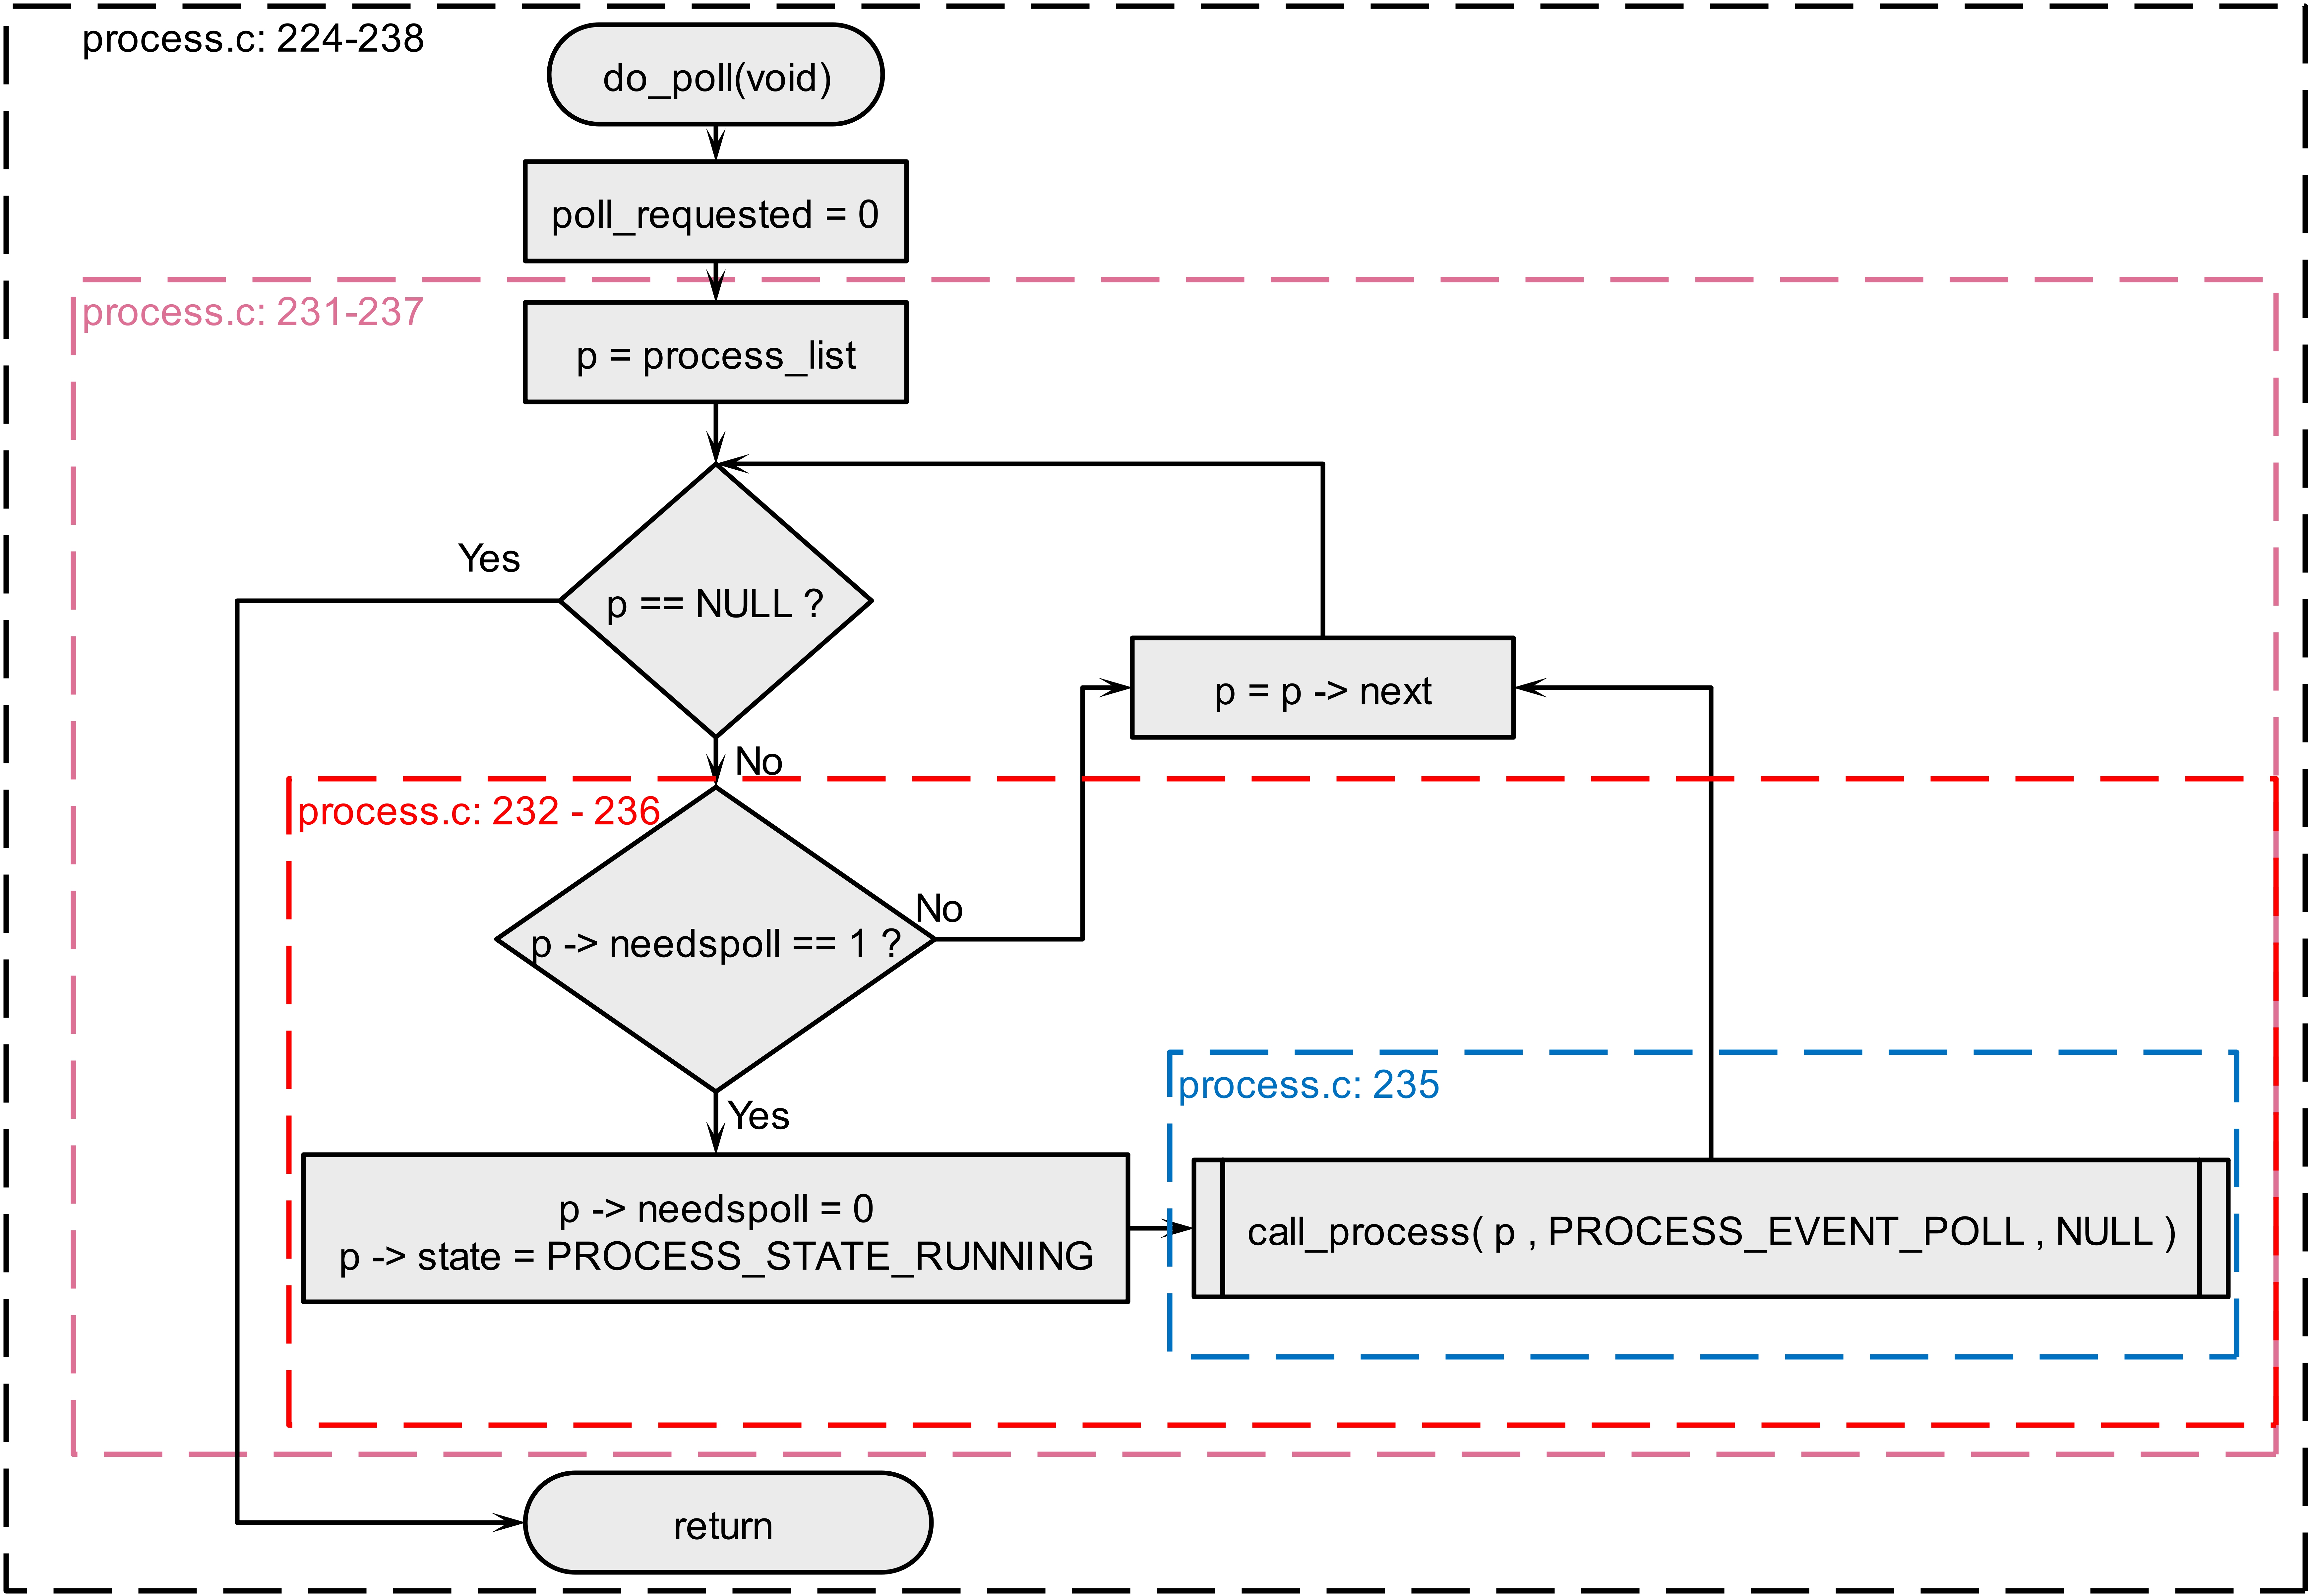 process.c: 224-238
do_poll(void)
poll_requested = 0
process.c: 231-237
p = process_list
Yes
p == NULL ?
p = p -> next
No
process.c: 232 - 236
No
p -> needspoll == 1 ?
process.c: 235
Yes
p -> needspoll = 0
p -> state = PROCESS_STATE_RUNNING
call_process( p , PROCESS_EVENT_POLL , NULL )
return